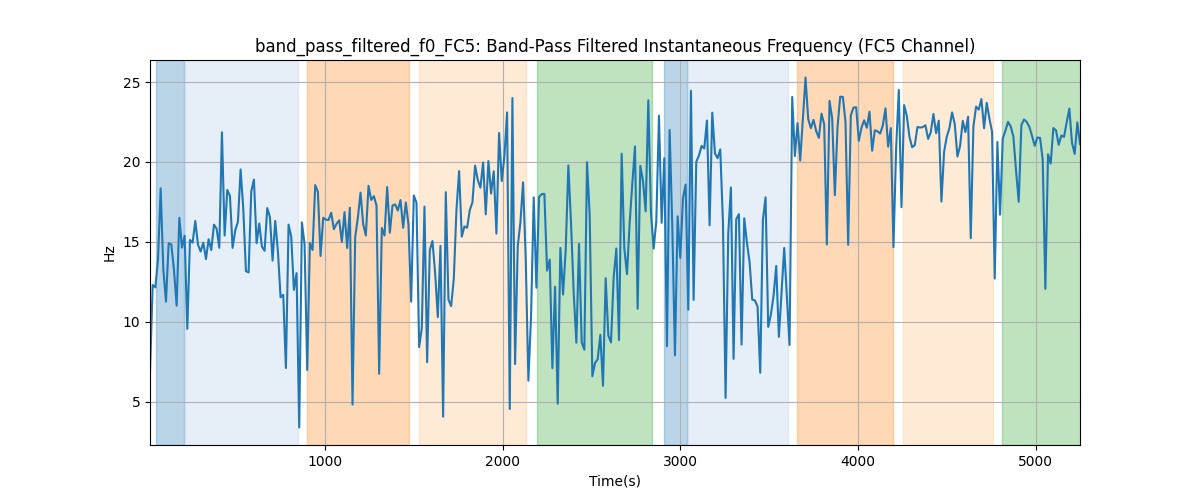 band_pass_filtered_f0_FC5: Band-Pass Filtered Instantaneous Frequency (FC5 Channel)
25
20
15
10
5
Hz
1000 2000 3000 4000 5000
Time(s)